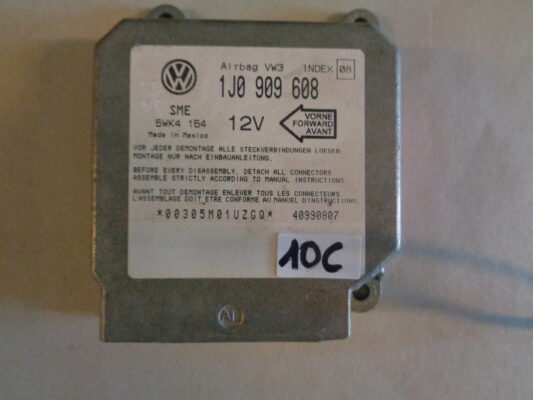 Airbag VW3 INDEX 08
1J0 909 608
SME
5WK4 154
Made in Mexico
12V
VORNE
FORWARD
AVANT
VOR JEDER DEMONTAGE ALLE STECKVERBINDUNGEN LOESEN.
MONTAGE NUR NACH EINBAUANLEITUNG.
BEFORE EVERY DISASSEMBLY, DETACH ALL CONNECTORS
ASSEMBLE STRICTLY ACCORDING TO MANUAL INSTRUCTIONS.
AVANT TOUT DEMONTAGE ENLEVER TOUS LES CONNECTEURS.
L'ASSEMBLAGE DOIT ETRE CONFORME AU MANUEL D'INSTRUCTIONS.
*00305M01UZGQ* 40990807
10C